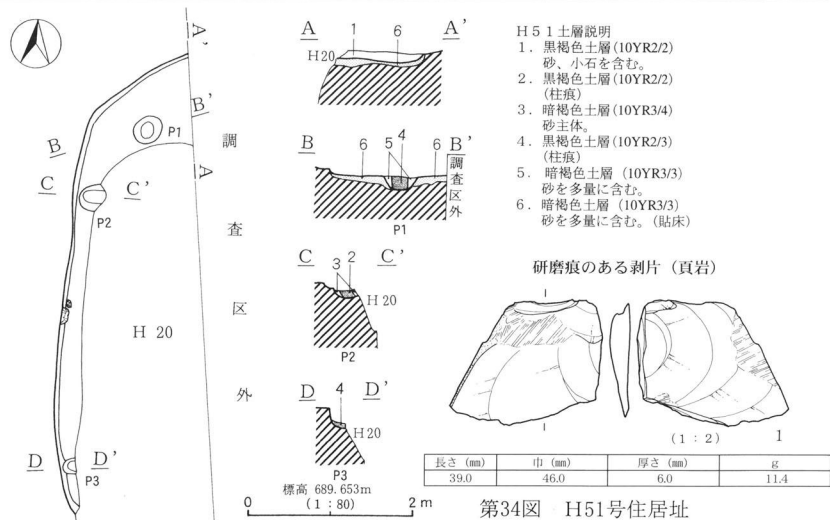 A'
B'
B
P1
A
C
C'
P2
H 20
D
D'
P3
調査区外
A
1
6
A'
H20
B
6
5
4
B'
6
調査区外
P1
C
3
2
C'
H 20
P2
D
4
D'
H20
P3
標高 689.653m
0
(1:80)
2 m
H51土層説明
1. 黒褐色土層(10YR2/2)
砂、小石を含む。
2. 黒褐色土層(10YR2/2)
(柱痕)
3. 暗褐色土層(10YR3/4)
砂主体。
4. 黒褐色土層(10YR2/3)
(柱痕)
5. 暗褐色土層 (10YR3/3)
砂を多量に含む。
6. 暗褐色土層 (10YR3/3)
砂を多量に含む。(貼床)
研磨痕のある剥片(頁岩)
(1:2)
1
長さ (mm) 巾 (mm) 厚さ (mm) g
39.0 46.0 6.0 11.4
第34図 H51号住居址